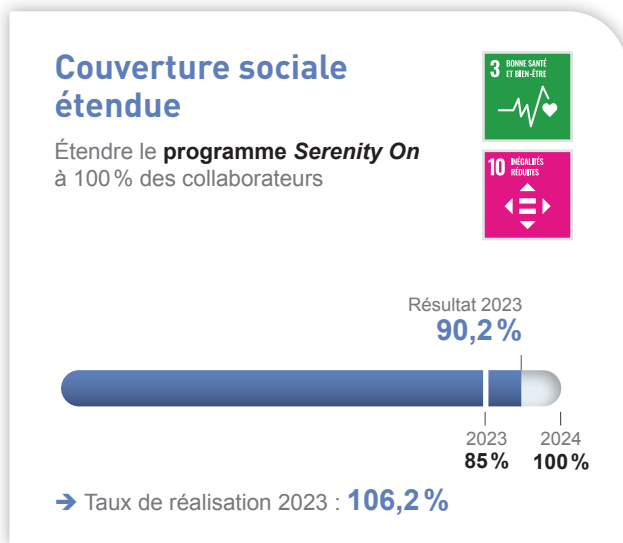 Couverture sociale
étendue
Étendre le programme Serenity On
à 100 % des collaborateurs
3 BONNE SANTÉ
ET BIEN-ÊTRE
10 INÉGALITÉS
RÉDUITES
Résultat 2023
90,2 %
2023
85 %
2024
100 %
➔ Taux de réalisation 2023 : 106,2 %